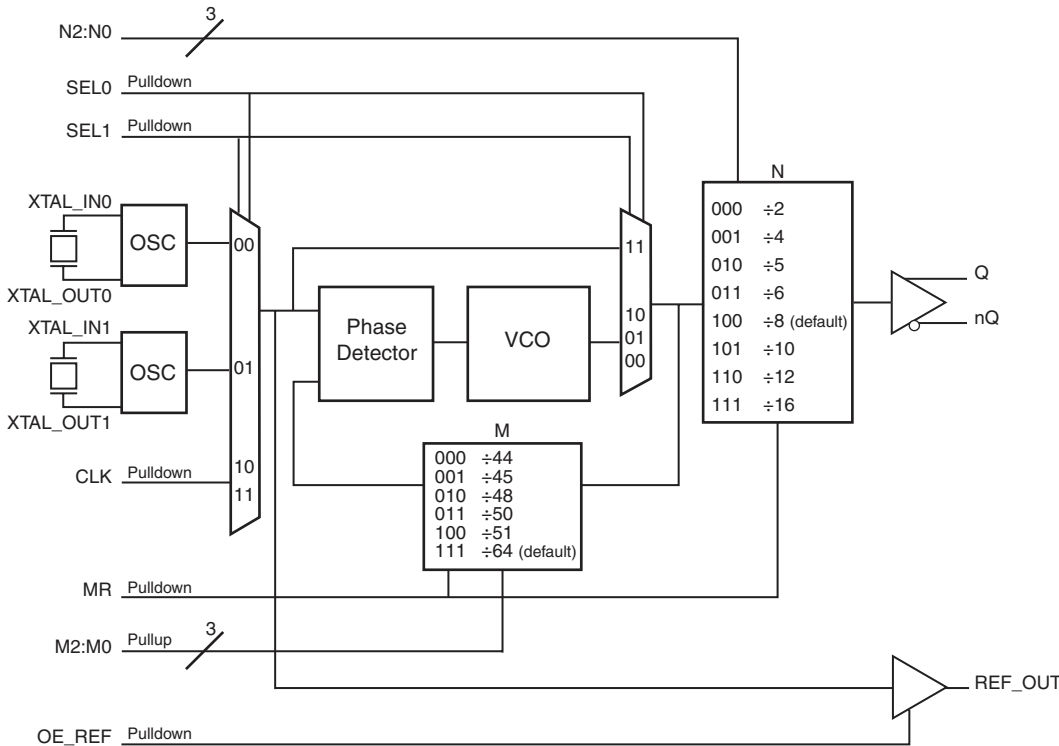 3
N2:N0
SEL0 Pulldown
SEL1 Pulldown
N
000 ÷2
001 ÷4
010 ÷5
011 ÷6
100 ÷8 (default)
101 ÷10
110 ÷12
111 ÷16
XTAL_IN0
OSC
XTAL_OUT0
00
11
10
01
00
Q
nQ
Phase
Detector
VCO
XTAL_IN1
OSC
XTAL_OUT1
01
10
11
M
000 ÷44
001 ÷45
010 ÷48
011 ÷50
100 ÷51
111 ÷64 (default)
CLK Pulldown
MR Pulldown
3
M2:M0 Pullup
REF_OUT
OE_REF Pulldown